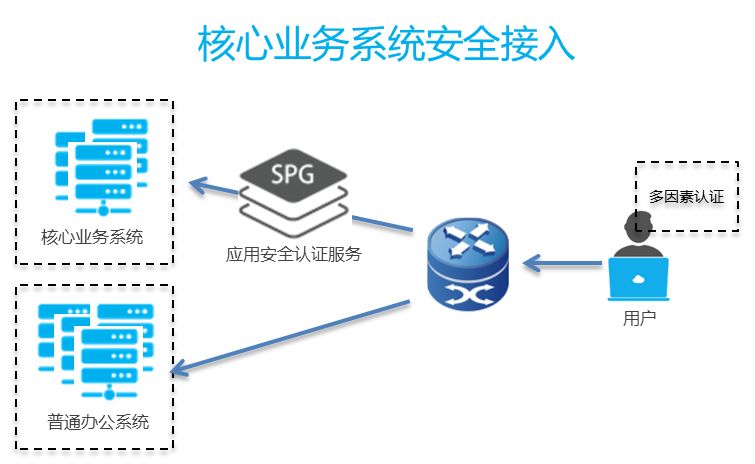 核心业务系统安全接入
SPG
多因素认证
核心业务系统
应用安全认证服务
用户
普通办公系统